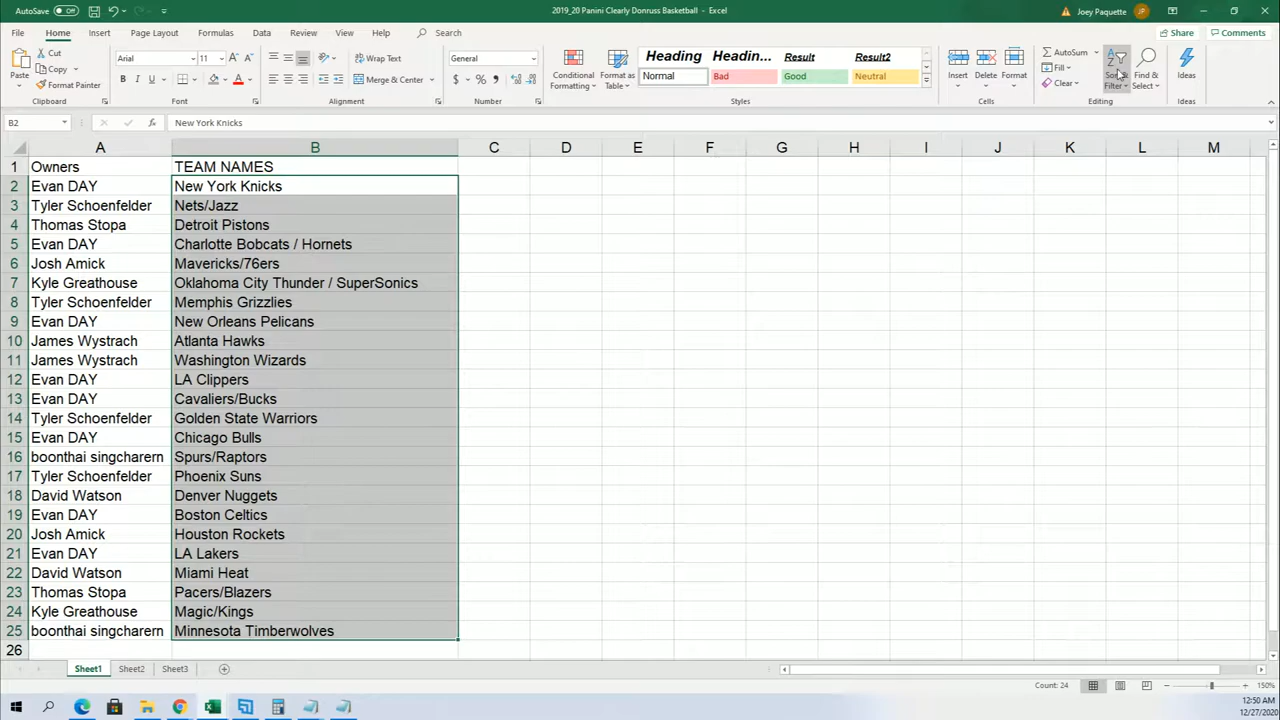 AutoSave Off
2019_20 Panini Clearly Donruss Basketball - Excel
Joey Paquette JP
File Home Insert Page Layout Formulas Data Review View Help Search
Share Comments
Paste Cut Copy Format Painter Clipboard
Arial 11 B I U Font
Wrap Text Merge & Center Alignment
General $ % Number
Conditional Formatting Format as Table
Heading Headin... Result Result2
Normal Bad Good Neutral
Styles
Insert Delete Format Cells
AutoSum Fill Clear Sort & Filter Find & Select Editing
Ideas Ideas
B2 fx New York Knicks
A B C D E F G H I J K L M
1 Owners TEAM NAMES
2 Evan DAY New York Knicks
3 Tyler Schoenfelder Nets/Jazz
4 Thomas Stopa Detroit Pistons
5 Evan DAY Charlotte Bobcats / Hornets
6 Josh Amick Mavericks/76ers
7 Kyle Greathouse Oklahoma City Thunder / SuperSonics
8 Tyler Schoenfelder Memphis Grizzlies
9 Evan DAY New Orleans Pelicans
10 James Wystrach Atlanta Hawks
11 James Wystrach Washington Wizards
12 Evan DAY LA Clippers
13 Evan DAY Cavaliers/Bucks
14 Tyler Schoenfelder Golden State Warriors
15 Evan DAY Chicago Bulls
16 boonthai singcharern Spurs/Raptors
17 Tyler Schoenfelder Phoenix Suns
18 David Watson Denver Nuggets
19 Evan DAY Boston Celtics
20 Josh Amick Houston Rockets
21 Evan DAY LA Lakers
22 David Watson Miami Heat
23 Thomas Stopa Pacers/Blazers
24 Kyle Greathouse Magic/Kings
25 boonthai singcharern Minnesota Timberwolves
26
Sheet1 Sheet2 Sheet3
Count: 24 150%
12:50 AM
12/27/2020